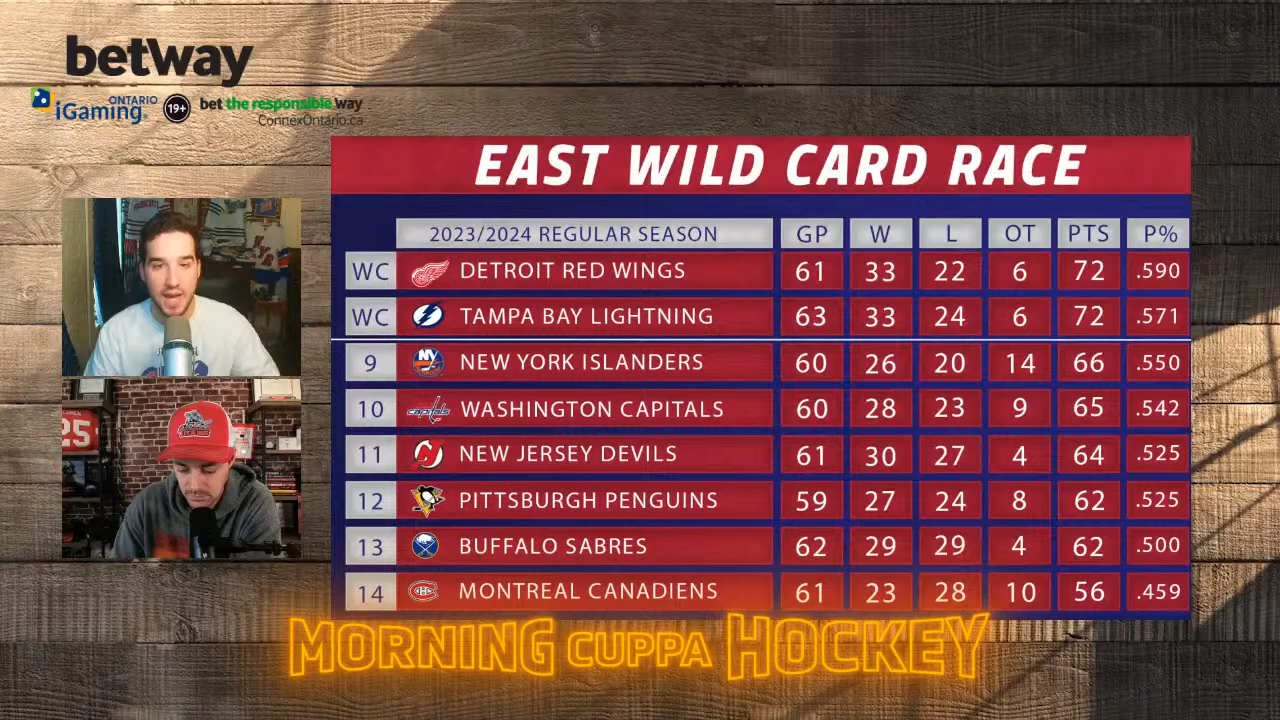 betway
iGaming ONTARIO
19+
bet the responsible way
ConnexOntario.ca
EAST WILD CARD RACE
2023/2024 REGULAR SEASON GP W L OT PTS P%
WC DETROIT RED WINGS 61 33 22 6 72 .590
WC TAMPA BAY LIGHTNING 63 33 24 6 72 .571
9 NEW YORK ISLANDERS 60 26 20 14 66 .550
10 capitals WASHINGTON CAPITALS 60 28 23 9 65 .542
11 NEW JERSEY DEVILS 61 30 27 4 64 .525
12 PITTSBURGH PENGUINS 59 27 24 8 62 .525
13 BUFFALO SABRES 62 29 29 4 62 .500
14 MONTREAL CANADIENS 61 23 28 10 56 .459
25
MORNING CUPPA HOCKEY